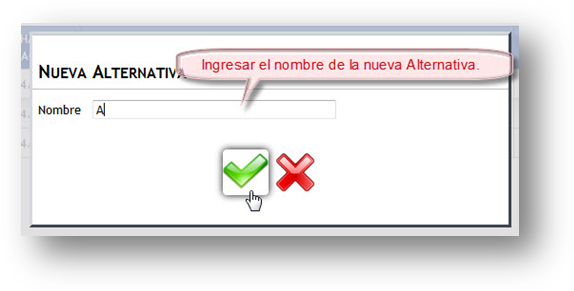 Ingresar el nombre de la nueva Alternativa.
NUEVA ALTERNATIVA
Nombre A